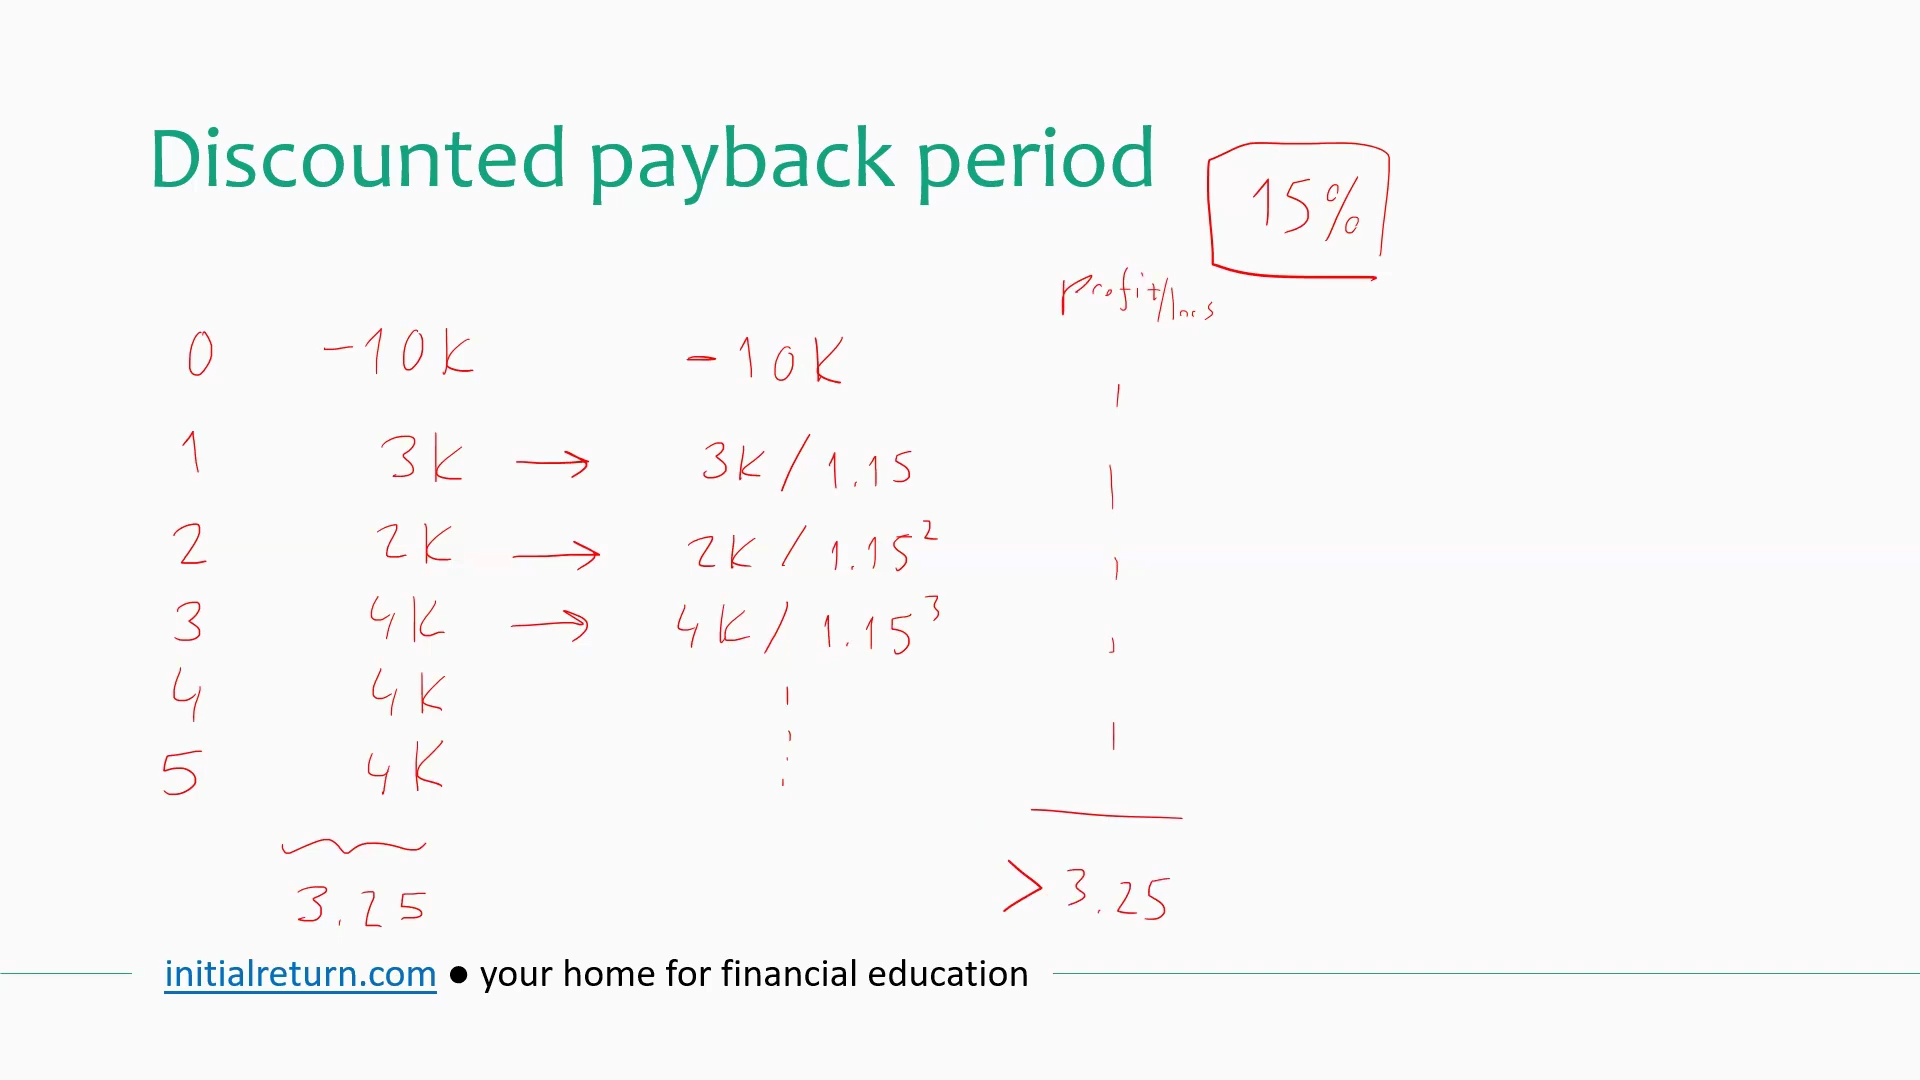 Discounted payback period
15%
profit/loss
0 -10K -10K
1 3K → 3K / 1.15
2 2K → 2K / 1.15²
3 4K → 4K / 1.15³
4 4K
5 4K
3.25 > 3.25
initialreturn.com ● your home for financial education